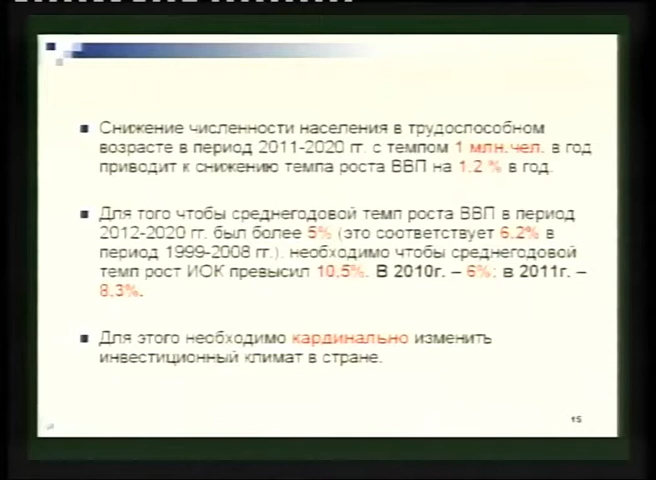 Снижение численности населения в трудоспособном
возрасте в период 2011-2020 гг. с темпом 1 млн.чел. в год
приводит к снижению темпа роста ВВП на 1.2 % в год.
Для того чтобы среднегодовой темп роста ВВП в период
2012-2020 гг. был более 5% (это соответствует 6.2% в
период 1999-2008 гг.), необходимо чтобы среднегодовой
темп рост ИОК превысил 10.5%. В 2010г. – 6%; в 2011г. –
8.3%.
Для этого необходимо кардинально изменить
инвестиционный климат в стране.
15